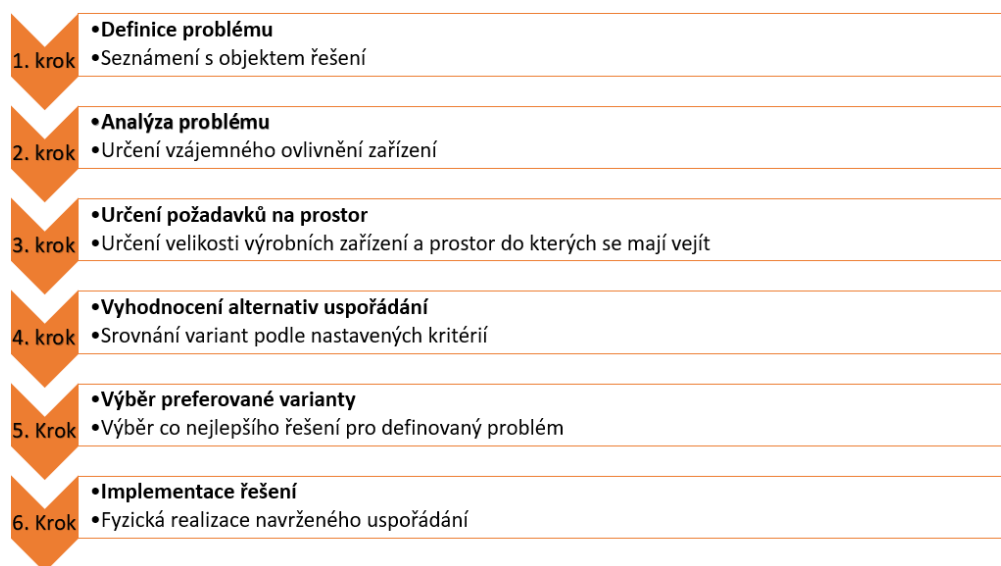 1. krok
•Definice problému
•Seznámení s objektem řešení
2. krok
•Analýza problému
•Určení vzájemného ovlivnění zařízení
3. krok
•Určení požadavků na prostor
•Určení velikosti výrobních zařízení a prostor do kterých se mají vejít
4. krok
•Vyhodnocení alternativ uspořádání
•Srovnání variant podle nastavených kritérií
5. Krok
•Výběr preferované varianty
•Výběr co nejlepšího řešení pro definovaný problém
6. Krok
•Implementace řešení
•Fyzická realizace navrženého uspořádání